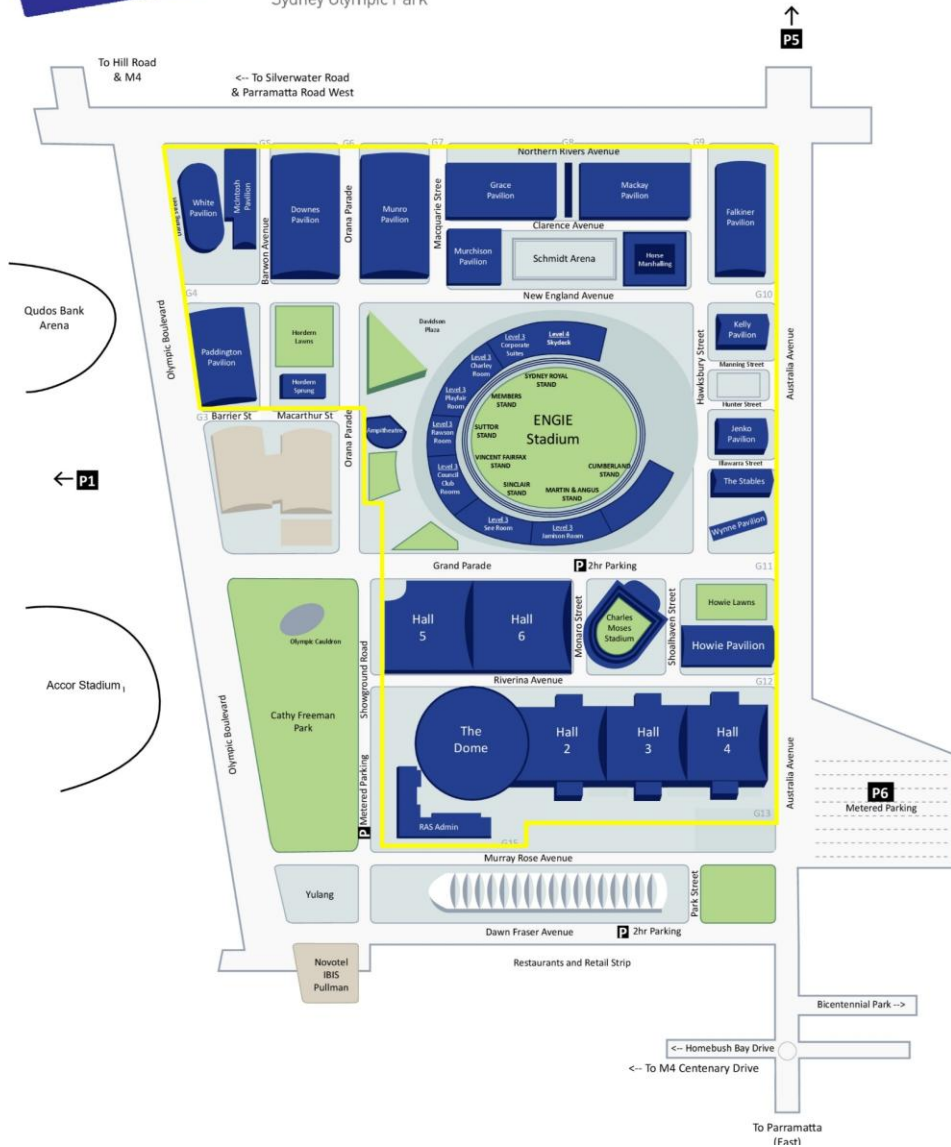 Sydney Olympic Park
P5
To Hill Road
& M4
<-- To Silverwater Road
& Parramatta Road West
G5
G6
G7
G8
G9
Northern Rivers Avenue
White
Pavilion
McIntosh
Pavilion
Barwon Avenue
Downes
Pavilion
Orana Parade
Munro
Pavilion
Macquarie Stree
Grace
Pavilion
Mackay
Pavilion
Falkiner
Pavilion
Clarence Avenue
Murchison
Pavilion
Schmidt Arena
Horse
Marshalling
G4
New England Avenue
G10
Qudos Bank
Arena
Olympic Boulevard
Paddington
Pavilion
Hordern
Lawns
Hordern
Sprung
Davidson
Plaza
Level 3
Corporate
Suites
Level 4
Skydeck
Level 3
Charley
Room
Level 3
Playfair
Room
Level 3
Rawson
Room
Level 3
Council
Club
Rooms
Level 3
See Room
Level 3
Jamison Room
SYDNEY ROYAL
STAND
MEMBERS
STAND
SUTTOR
STAND
VINCENT FAIRFAX
STAND
SINCLAIR
STAND
MARTIN & ANGUS
STAND
CUMBERLAND
STAND
ENGIE
Stadium
Hawksbury Street
Kelly
Pavilion
Manning Street
Hunter Street
Jenko
Pavilion
Illawarra Street
The Stables
Wynne Pavilion
Australia Avenue
G3
Barrier St
Macarthur St
Orana Parade
Ampitheatre
<-- P1
Grand Parade
P 2hr Parking
G11
Olympic Cauldron
Hall
5
Hall
6
Monaro Street
Charles
Moses
Stadium
Shoalhaven Street
Howie Lawns
Howie Pavilion
Accor Stadium
Olympic Boulevard
Cathy Freeman
Park
Showground Road
P Metered Parking
Riverina Avenue
G12
The
Dome
Hall
2
Hall
3
Hall
4
Australia Avenue
P6
Metered Parking
RAS Admin
G15
G13
Murray Rose Avenue
Yulang
Park Street
Dawn Fraser Avenue
P 2hr Parking
Novotel
IBIS
Pullman
Restaurants and Retail Strip
Bicentennial Park -->
<-- Homebush Bay Drive
<-- To M4 Centenary Drive
To Parramatta
(East)